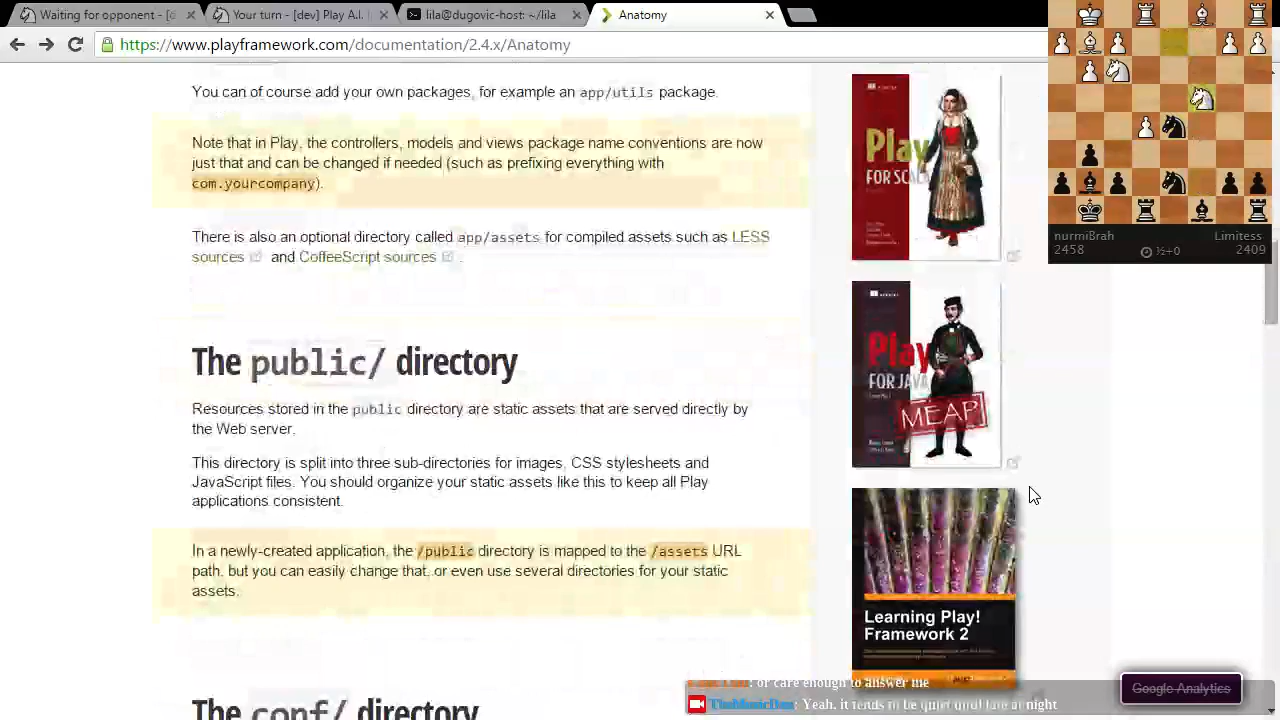 Waiting for opponent - [d
Your turn - [dev] Play A.I. l
lila@dugovic-host: ~/lila
Anatomy
https://www.playframework.com/documentation/2.4.x/Anatomy
You can of course add your own packages, for example an app/utils package.
Note that in Play, the controllers, models and views package name conventions are now
just that and can be changed if needed (such as prefixing everything with
com.yourcompany).
There is also an optional directory called app/assets for compiled assets such as LESS
sources and CoffeeScript sources .
The public/ directory
Resources stored in the public directory are static assets that are served directly by
the Web server.
This directory is split into three sub-directories for images, CSS stylesheets and
JavaScript files. You should organize your static assets like this to keep all Play
applications consistent.
In a newly-created application, the /public directory is mapped to the /assets URL
path, but you can easily change that, or even use several directories for your static
assets.
The conf/ directory
Play
FOR SCALA
Play
FOR JAVA
MEAP
Learning Play!
Framework 2
nurmiBrah
Limitess
2458
½+0
2409
: or care enough to answer me
TheMusicDan: Yeah, it tends to be quiet until late at night
Google Analytics